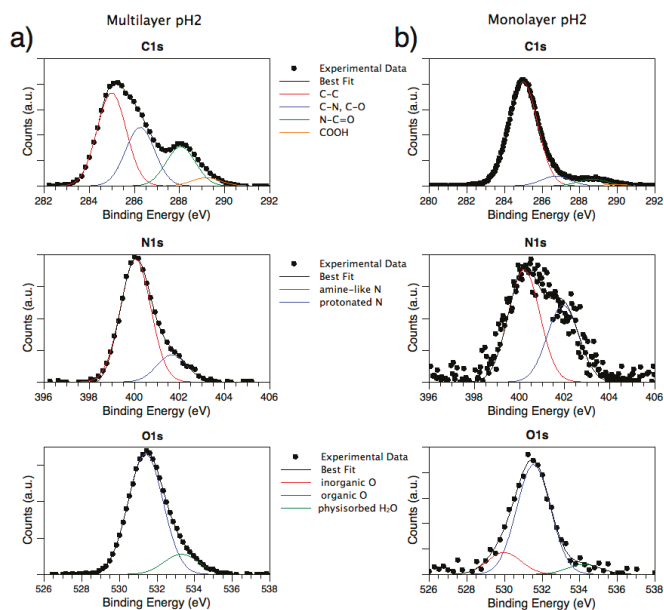 Multilayer pH2
Monolayer pH2
a)
b)
C1s
Counts (a.u.)
Experimental Data
Best Fit
C-C
C-N, C-O
N-C=O
COOH
282 284 286 288 290 292
Binding Energy (eV)
C1s
Counts (a.u.)
280 282 284 286 288 290 292
Binding Energy (eV)
N1s
Counts (a.u.)
Experimental Data
Best Fit
amine-like N
protonated N
396 398 400 402 404 406
Binding Energy (eV)
N1s
Counts (a.u.)
396 398 400 402 404 406
Binding Energy (eV)
O1s
Counts (a.u.)
Experimental Data
Best Fit
inorganic O
organic O
physisorbed H₂O
526 528 530 532 534 536 538
Binding Energy (eV)
O1s
Counts (a.u.)
526 528 530 532 534 536 538
Binding Energy (eV)